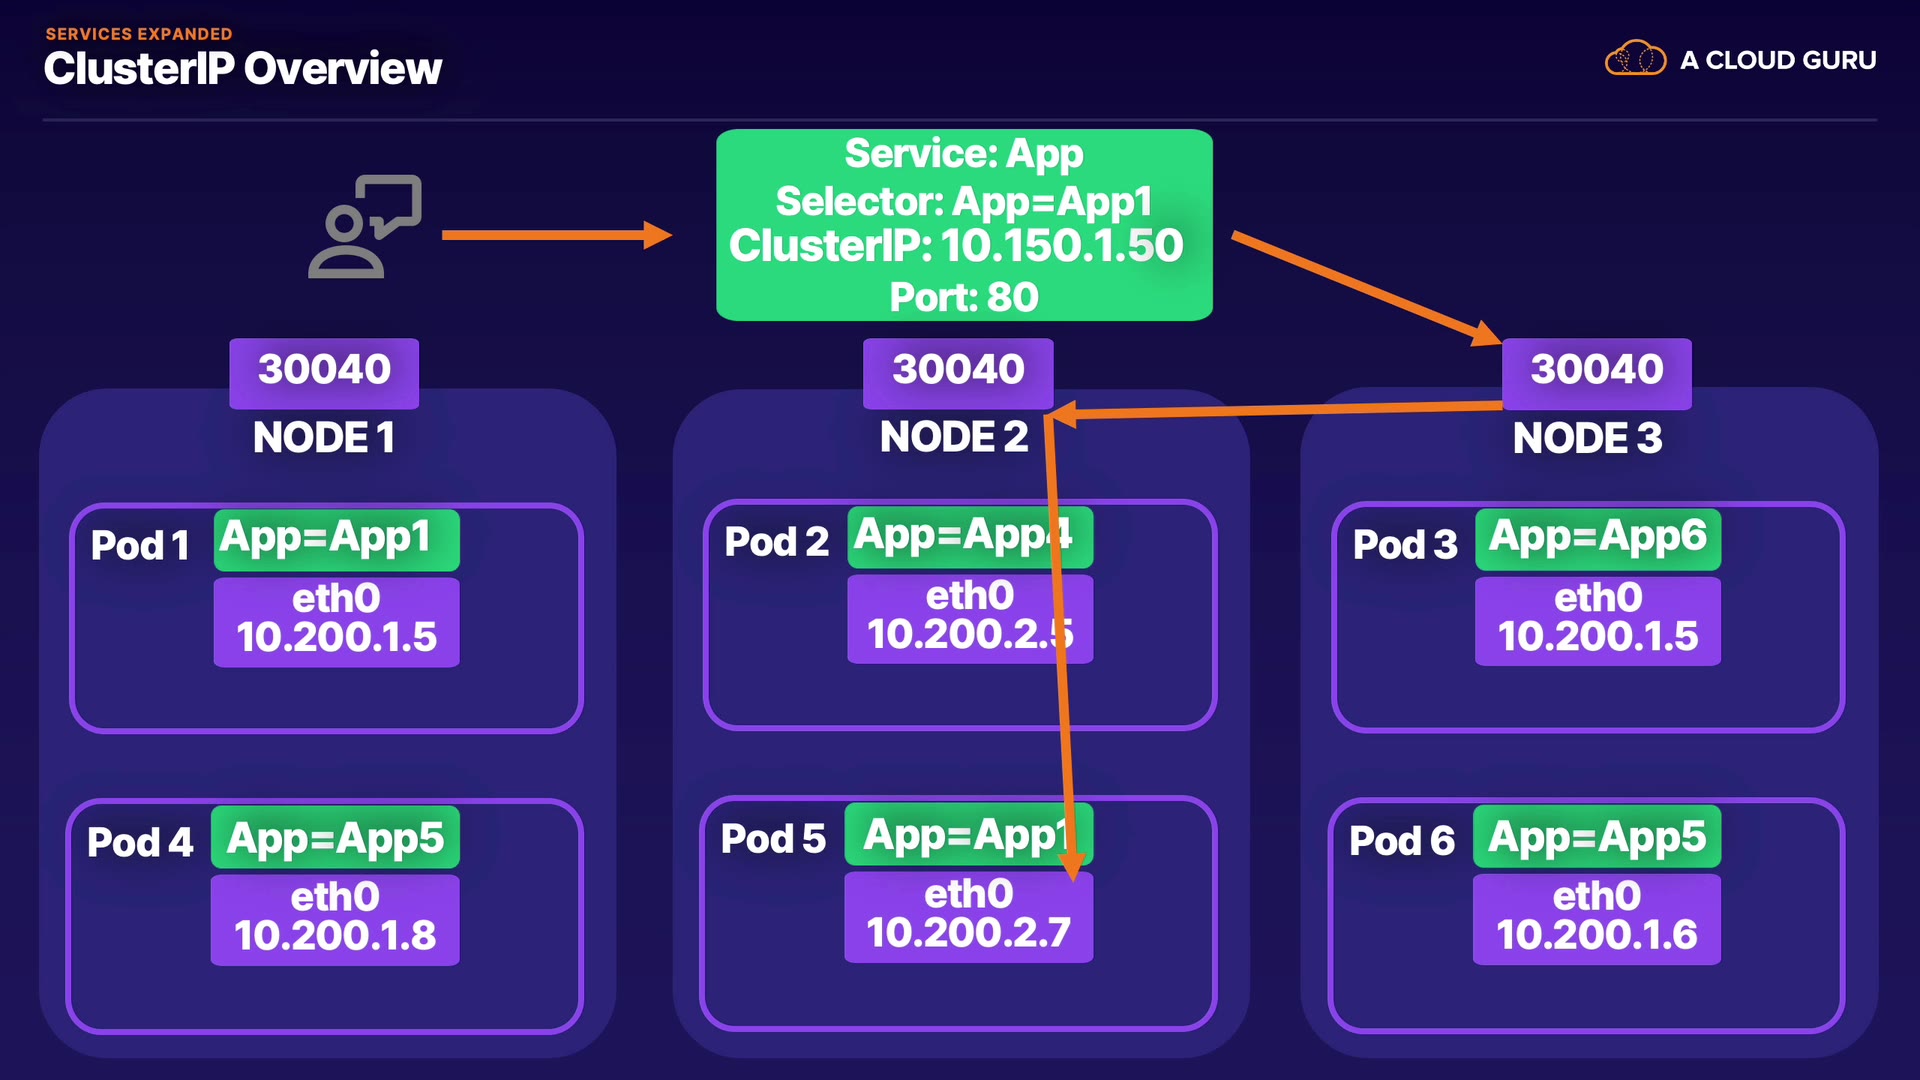 SERVICES EXPANDED
ClusterIP Overview
A CLOUD GURU
Service: App
Selector: App=App1
ClusterIP: 10.150.1.50
Port: 80
30040
30040
30040
NODE 1
NODE 2
NODE 3
Pod 1
App=App1
eth0
10.200.1.5
Pod 2
App=App4
eth0
10.200.2.5
Pod 3
App=App6
eth0
10.200.1.5
Pod 4
App=App5
eth0
10.200.1.8
Pod 5
App=App1
eth0
10.200.2.7
Pod 6
App=App5
eth0
10.200.1.6